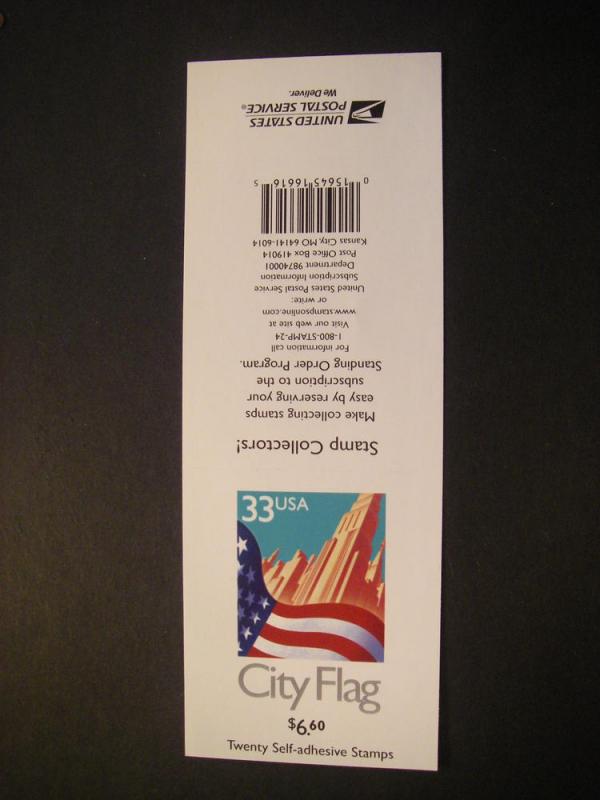 33USA
City Flag
$6.60
Twenty Self-adhesive Stamps
Stamp Collectors!
Make collecting stamps
easy by reserving your
subscription to the
Standing Order Program.
For information call
1-800-STAMP-24
Visit our web site at
www.stampsonline.com
or write:
United States Postal Service
Subscription Information
Department 98740001
Post Office Box 419014
Kansas City, MO 64141-6014
0 15645 16616 5
UNITED STATES
POSTAL SERVICE®
We Deliver.